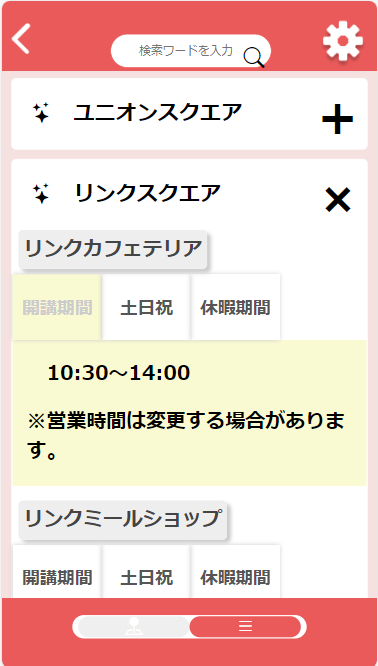 検索ワードを入力
ユニオンスクエア
リンクスクエア
リンクカフェテリア
開講期間 土日祝 休暇期間
10:30～14:00
※営業時間は変更する場合がありま
す。
リンクミールショップ
開講期間 土日祝 休暇期間